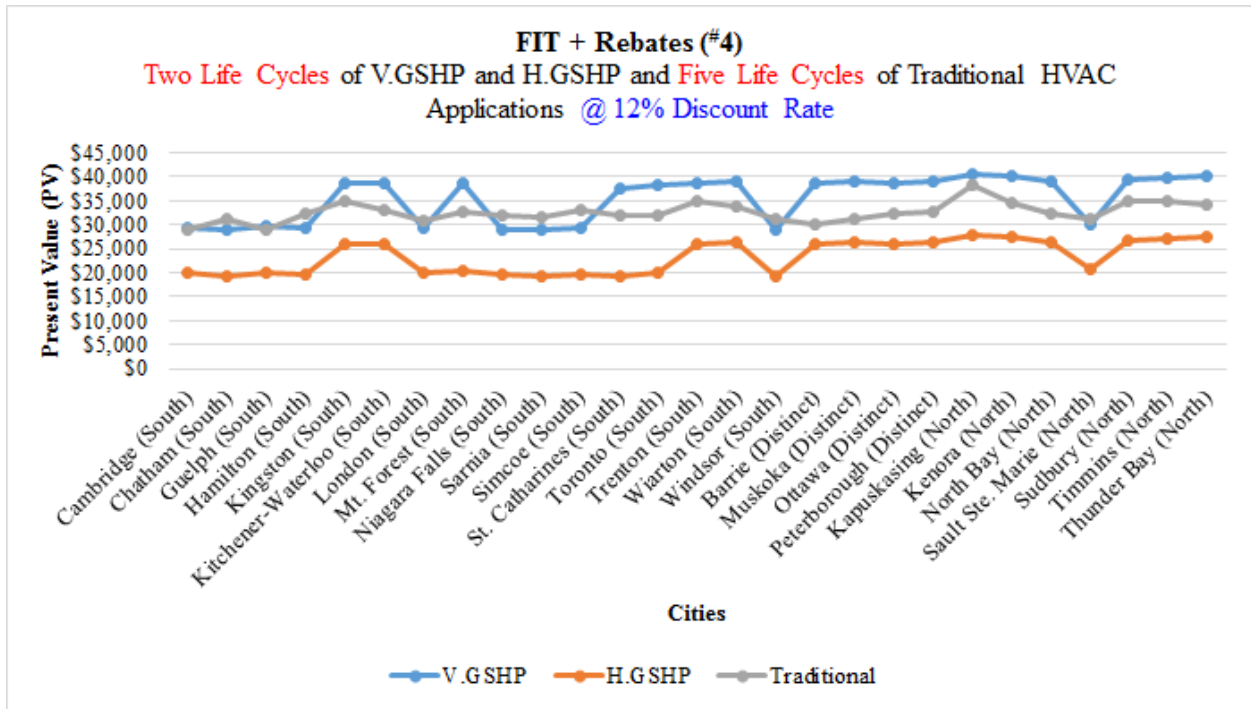 FIT + Rebates (#4)
Two Life Cycles of V.GSHP and H.GSHP and Five Life Cycles of Traditional HVAC
Applications @ 12% Discount Rate
Present Value (PV)
$45,000
$40,000
$35,000
$30,000
$25,000
$20,000
$15,000
$10,000
$5,000
$0
Cambridge (South)
Chatham (South)
Guelph (South)
Hamilton (South)
Kingston (South)
Kitchener-Waterloo (South)
London (South)
Mt. Forest (South)
Niagara Falls (South)
Sarnia (South)
Simcoe (South)
St. Catharines (South)
Toronto (South)
Trenton (South)
Wiarton (South)
Windsor (South)
Barrie (Distinct)
Muskoka (Distinct)
Ottawa (Distinct)
Peterborough (Distinct)
Kapuskasing (North)
Kenora (North)
North Bay (North)
Sault Ste. Marie (North)
Sudbury (North)
Timmins (North)
Thunder Bay (North)
Cities
V.GSHP
H.GSHP
Traditional